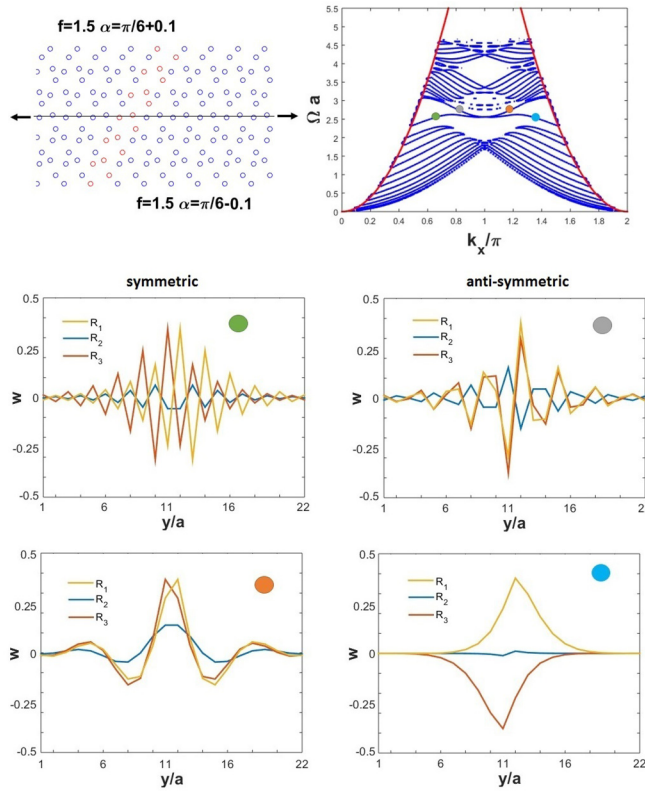 f=1.5 α=π/6+0.1
f=1.5 α=π/6-0.1
5.5
5
4.5
4
3.5
3
2.5
2
1.5
1
0.5
0
Ω a
0 0.2 0.4 0.6 0.8 1 1.2 1.4 1.6 1.8 2
kx/π
symmetric
0.5
0.25
0
-0.25
-0.5
w
R1
R2
R3
1 6 11 16 22
y/a
anti-symmetric
0.5
0.25
0
-0.25
-0.5
w
R1
R2
R3
1 6 11 16 2
y/a
0.5
0.25
0
-0.25
-0.5
w
R1
R2
R3
1 6 11 16 22
y/a
0.5
0.25
0
-0.25
-0.5
w
R1
R2
R3
1 6 11 16 22
y/a